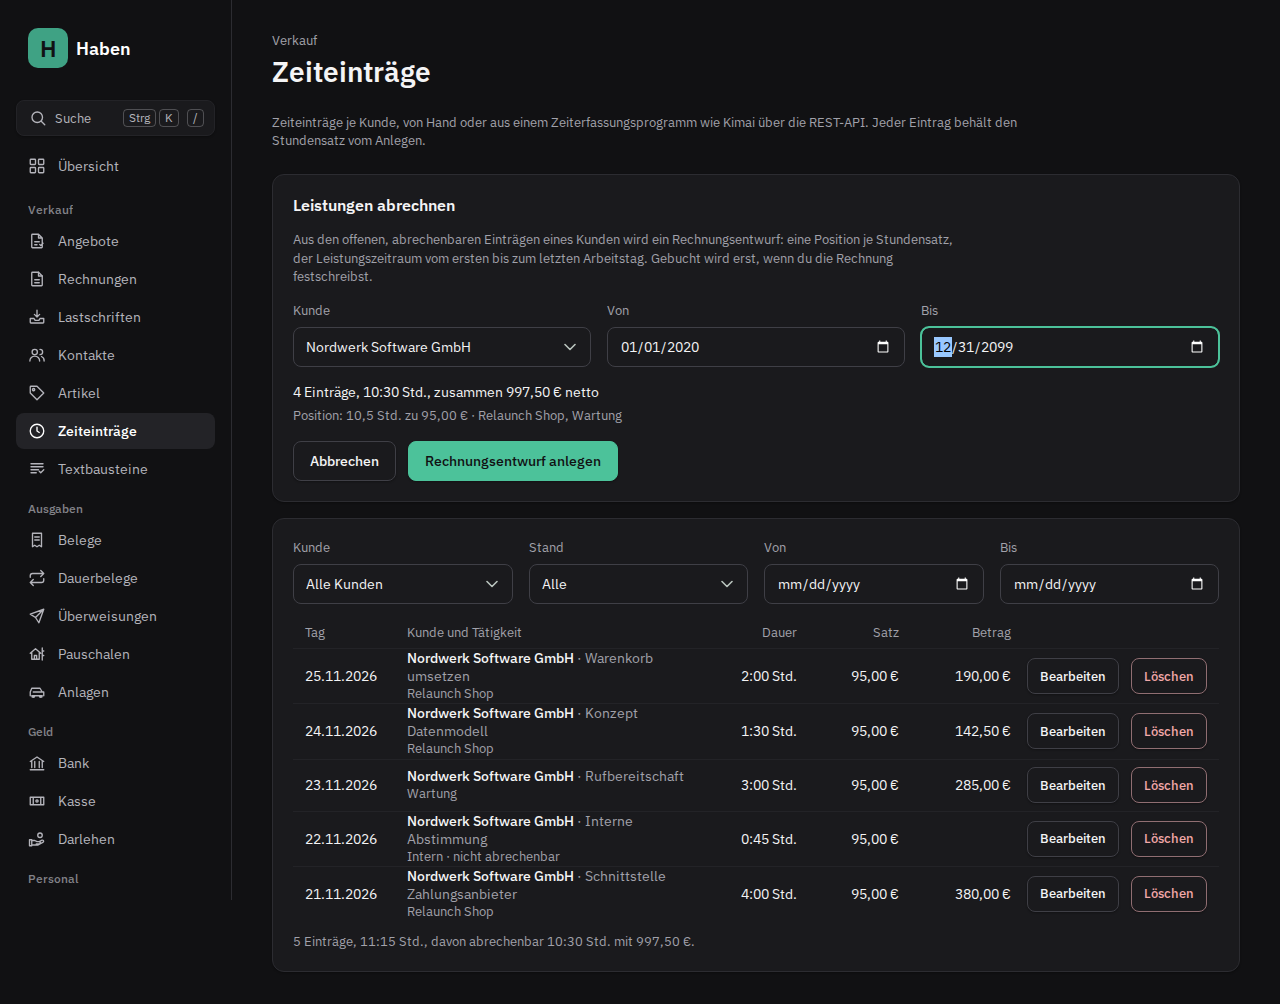 H Haben
Suche Strg K /
Übersicht
Verkauf
Angebote
Rechnungen
Lastschriften
Kontakte
Artikel
Zeiteinträge
Textbausteine
Ausgaben
Belege
Dauerbelege
Überweisungen
Pauschalen
Anlagen
Geld
Bank
Kasse
Darlehen
Personal
Verkauf
Zeiteinträge
Zeiteinträge je Kunde, von Hand oder aus einem Zeiterfassungsprogramm wie Kimai über die REST-API. Jeder Eintrag behält den
Stundensatz vom Anlegen.
Leistungen abrechnen
Aus den offenen, abrechenbaren Einträgen eines Kunden wird ein Rechnungsentwurf: eine Position je Stundensatz,
der Leistungszeitraum vom ersten bis zum letzten Arbeitstag. Gebucht wird erst, wenn du die Rechnung
festschreibst.
Kunde Von Bis
Nordwerk Software GmbH 01/01/2020 12/31/2099
4 Einträge, 10:30 Std., zusammen 997,50 € netto
Position: 10,5 Std. zu 95,00 € · Relaunch Shop, Wartung
Abbrechen Rechnungsentwurf anlegen
Kunde Stand Von Bis
Alle Kunden Alle mm/dd/yyyy mm/dd/yyyy
Tag Kunde und Tätigkeit Dauer Satz Betrag
Nordwerk Software GmbH · Warenkorb
25.11.2026 umsetzen 2:00 Std. 95,00 € 190,00 € Bearbeiten Löschen
Relaunch Shop
Nordwerk Software GmbH · Konzept
24.11.2026 Datenmodell 1:30 Std. 95,00 € 142,50 € Bearbeiten Löschen
Relaunch Shop
Nordwerk Software GmbH · Rufbereitschaft
23.11.2026 3:00 Std. 95,00 € 285,00 € Bearbeiten Löschen
Wartung
Nordwerk Software GmbH · Interne
22.11.2026 Abstimmung 0:45 Std. 95,00 € Bearbeiten Löschen
Intern · nicht abrechenbar
Nordwerk Software GmbH · Schnittstelle
21.11.2026 Zahlungsanbieter 4:00 Std. 95,00 € 380,00 € Bearbeiten Löschen
Relaunch Shop
5 Einträge, 11:15 Std., davon abrechenbar 10:30 Std. mit 997,50 €.